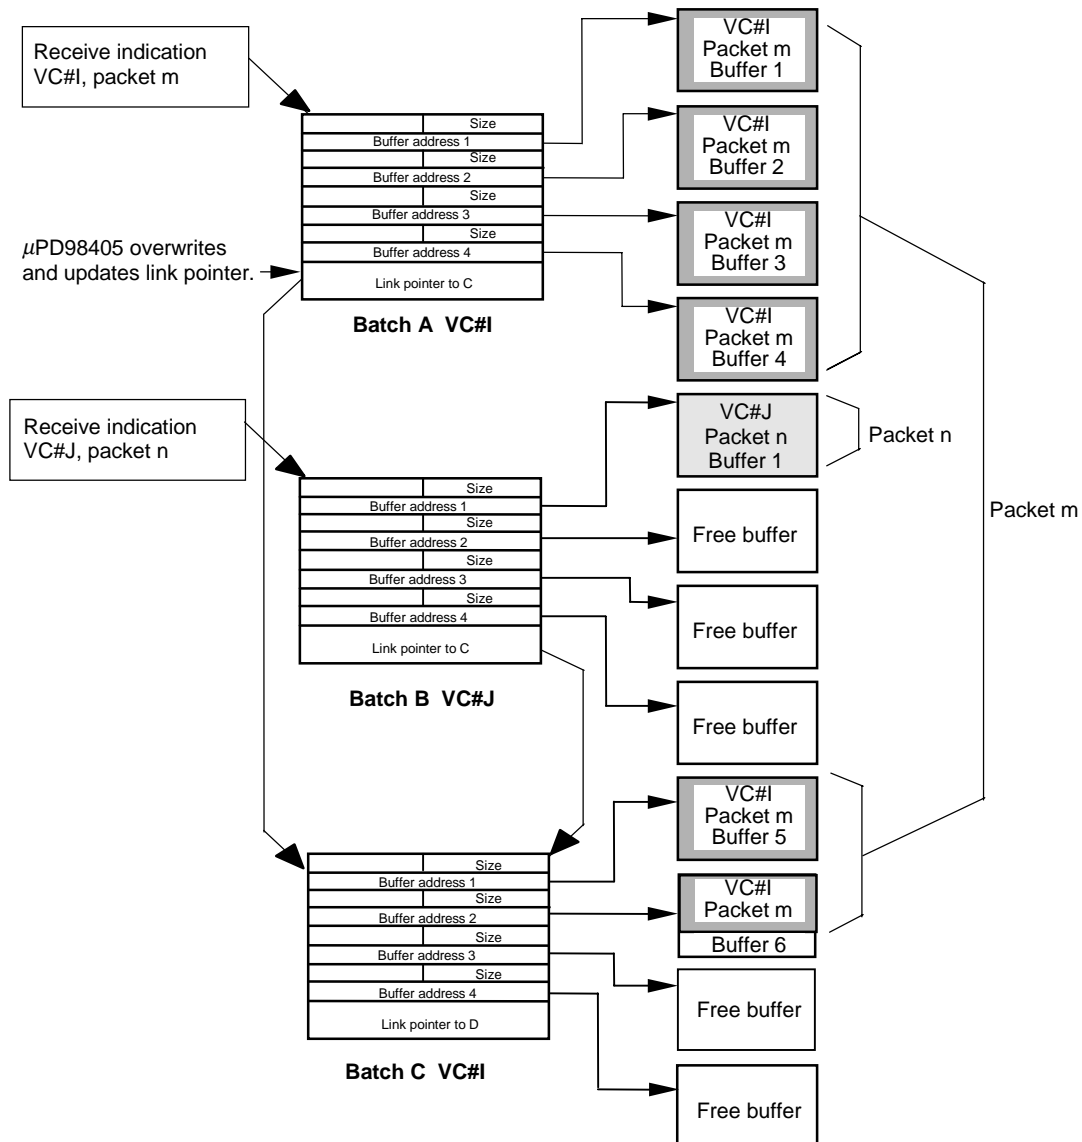 Receive indication
VC#I, packet m
Size
Buffer address 1
Size
Buffer address 2
Size
Buffer address 3
Size
Buffer address 4
Link pointer to C
Batch A VC#I
μPD98405 overwrites
and updates link pointer.
VC#I
Packet m
Buffer 1
VC#I
Packet m
Buffer 2
VC#I
Packet m
Buffer 3
VC#I
Packet m
Buffer 4
Receive indication
VC#J, packet n
Size
Buffer address 1
Size
Buffer address 2
Size
Buffer address 3
Size
Buffer address 4
Link pointer to C
Batch B VC#J
VC#J
Packet n
Buffer 1
Packet n
Free buffer
Free buffer
Free buffer
Packet m
Size
Buffer address 1
Size
Buffer address 2
Size
Buffer address 3
Size
Buffer address 4
Link pointer to D
Batch C VC#I
VC#I
Packet m
Buffer 5
VC#I
Packet m
Buffer 6
Free buffer
Free buffer